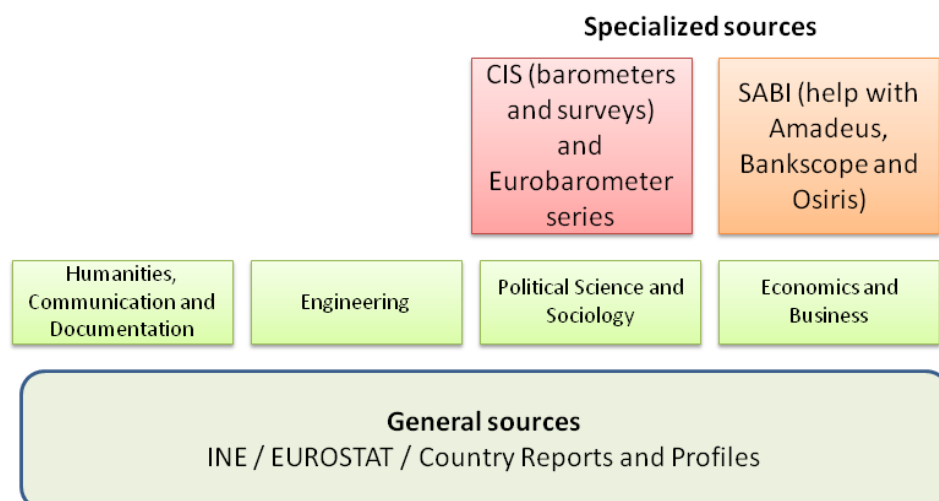 Specialized sources
CIS (barometers
and surveys)
and
Eurobarometer
series
SABI (help with
Amadeus,
Bankscope and
Osiris)
Humanities,
Communication and
Documentation
Engineering
Political Science and
Sociology
Economics and
Business
General sources
INE / EUROSTAT / Country Reports and Profiles